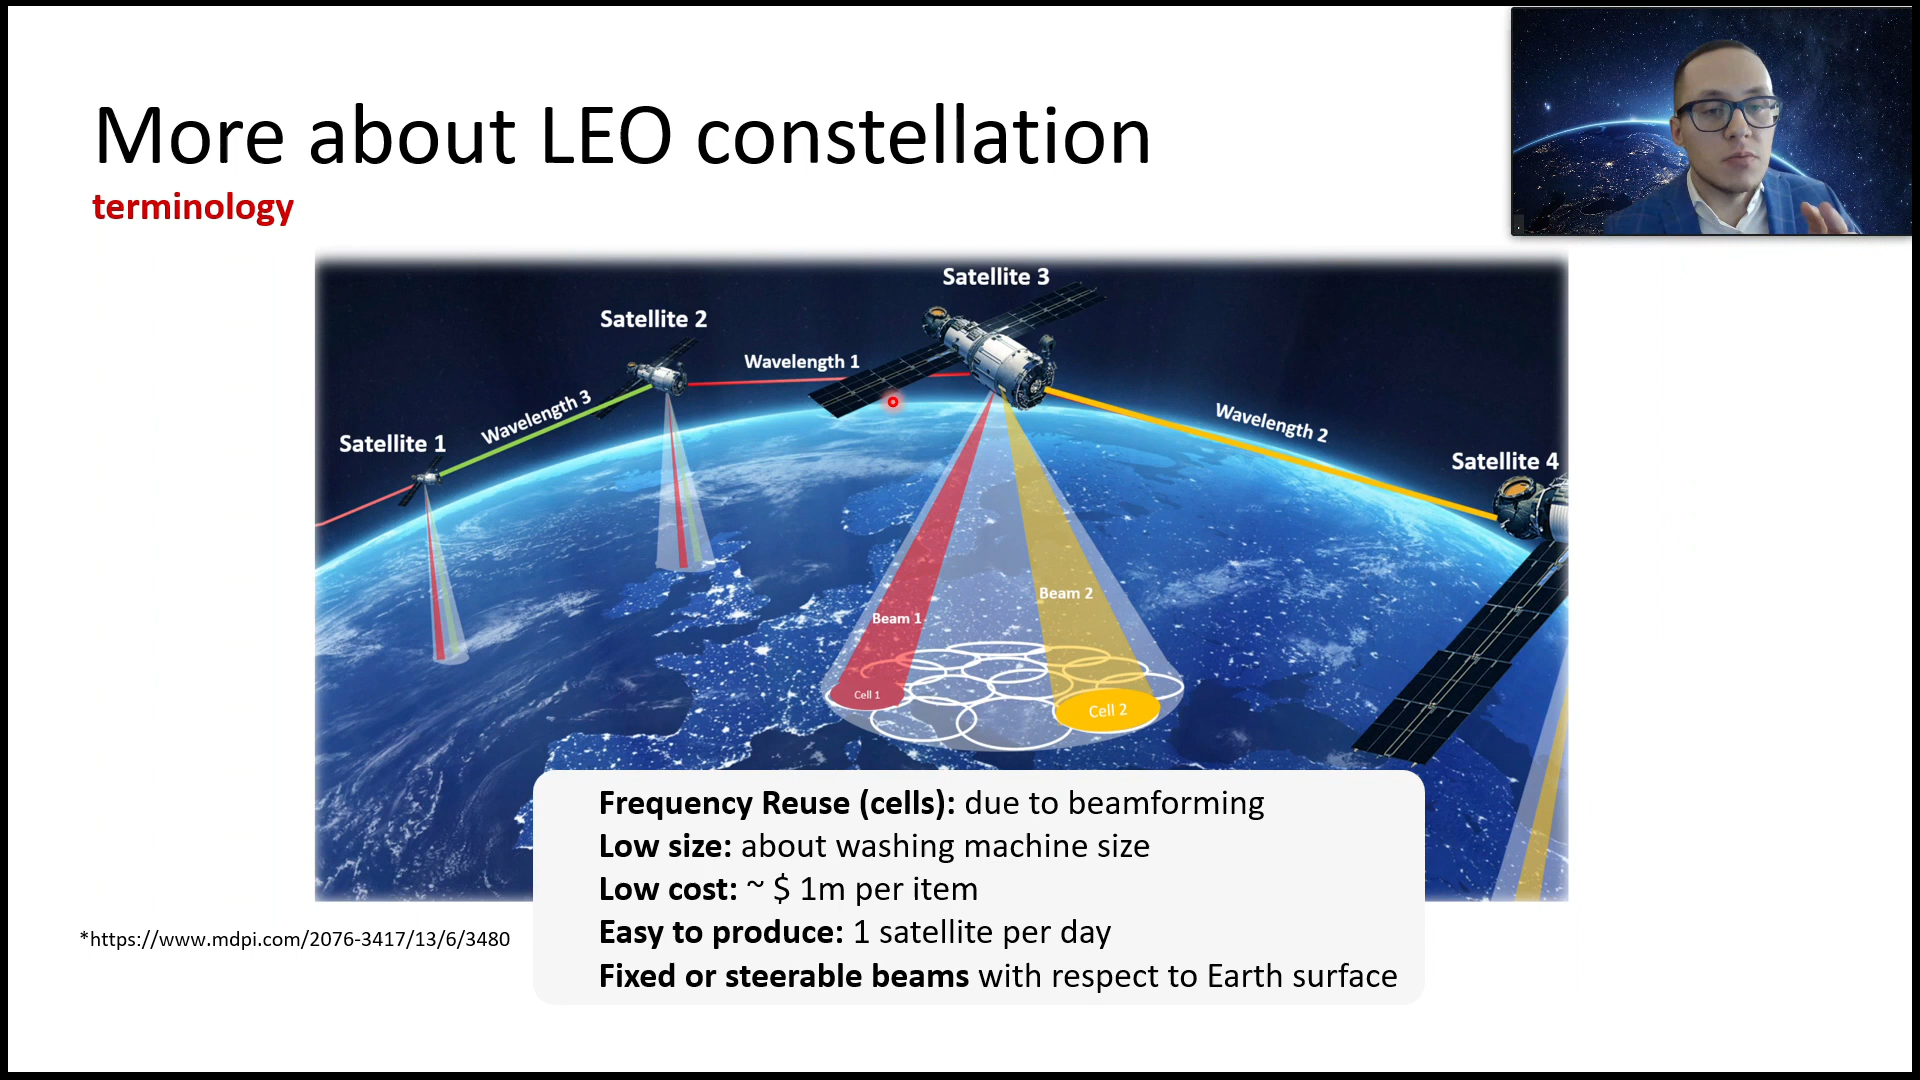 More about LEO constellation
terminology
Satellite 3
Satellite 2
Wavelength 1
Wavelength 3
Wavelength 2
Satellite 1
Satellite 4
Beam 2
Beam 1
Cell 1
Cell 2
Frequency Reuse (cells): due to beamforming
Low size: about washing machine size
Low cost: ~ $ 1m per item
Easy to produce: 1 satellite per day
Fixed or steerable beams with respect to Earth surface
*https://www.mdpi.com/2076-3417/13/6/3480